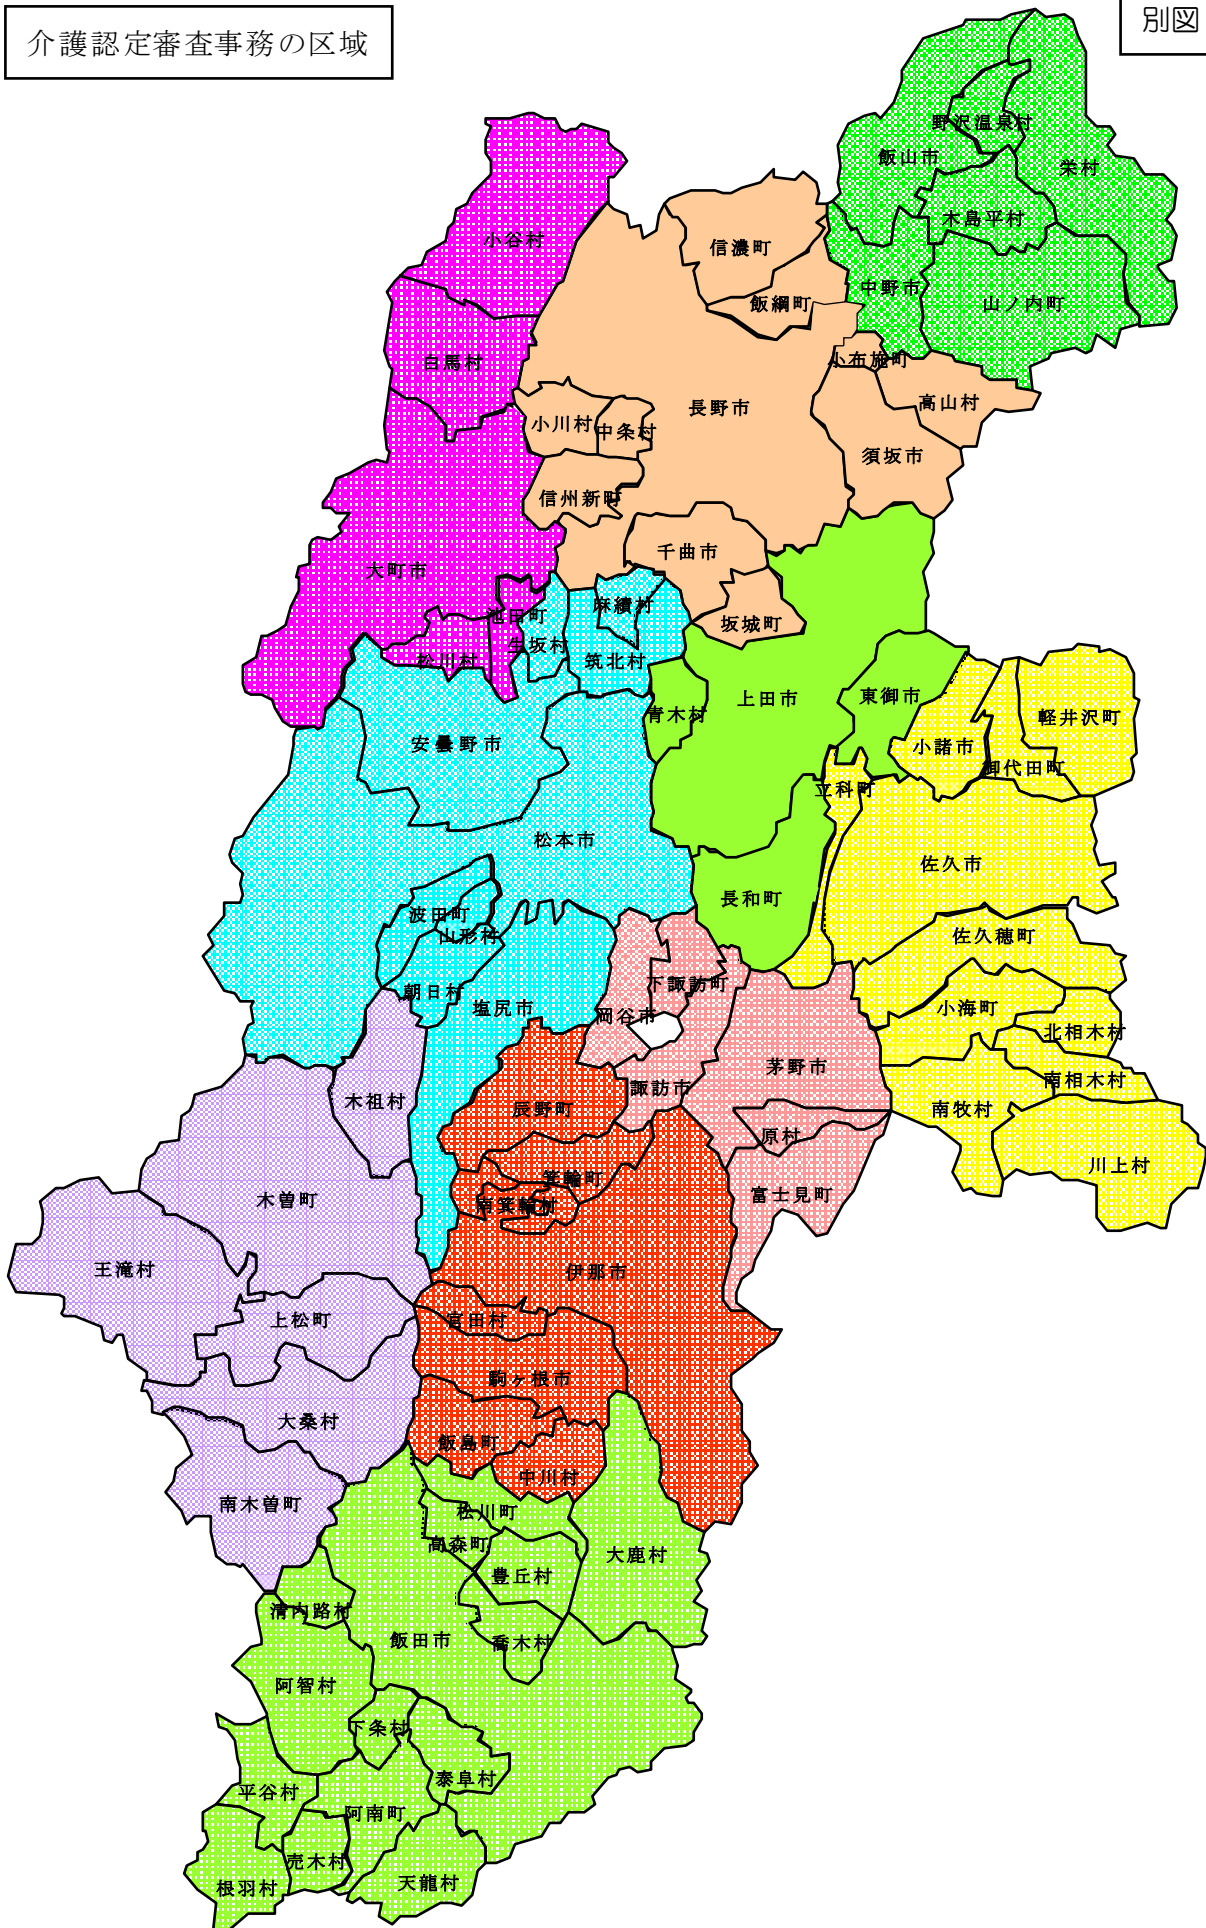 介護認定審査事務の区域
別図
野沢温泉村
飯山市
栄村
木島平村
小谷村
信濃町
中野市
山ノ内町
飯綱町
白馬村
小布施町
高山村
長野市
小川村
中条村
須坂市
信州新町
千曲市
大町市
麻績村
池田町
坂城町
生坂村
松川村
筑北村
上田市
東御市
青木村
軽井沢町
安曇野市
小諸市
御代田町
立科町
松本市
佐久市
長和町
波田町
山形村
佐久穂町
下諏訪町
朝日村
塩尻市
小海町
岡谷市
北相木村
茅野市
南相木村
諏訪市
木祖村
辰野町
南牧村
原村
川上村
箕輪町
木曽町
南箕輪村
富士見町
王滝村
伊那市
上松町
宮田村
駒ヶ根市
大桑村
飯島町
中川村
南木曽町
松川町
高森町
大鹿村
豊丘村
清内路村
飯田市
喬木村
阿智村
下条村
泰阜村
平谷村
阿南町
売木村
天龍村
根羽村